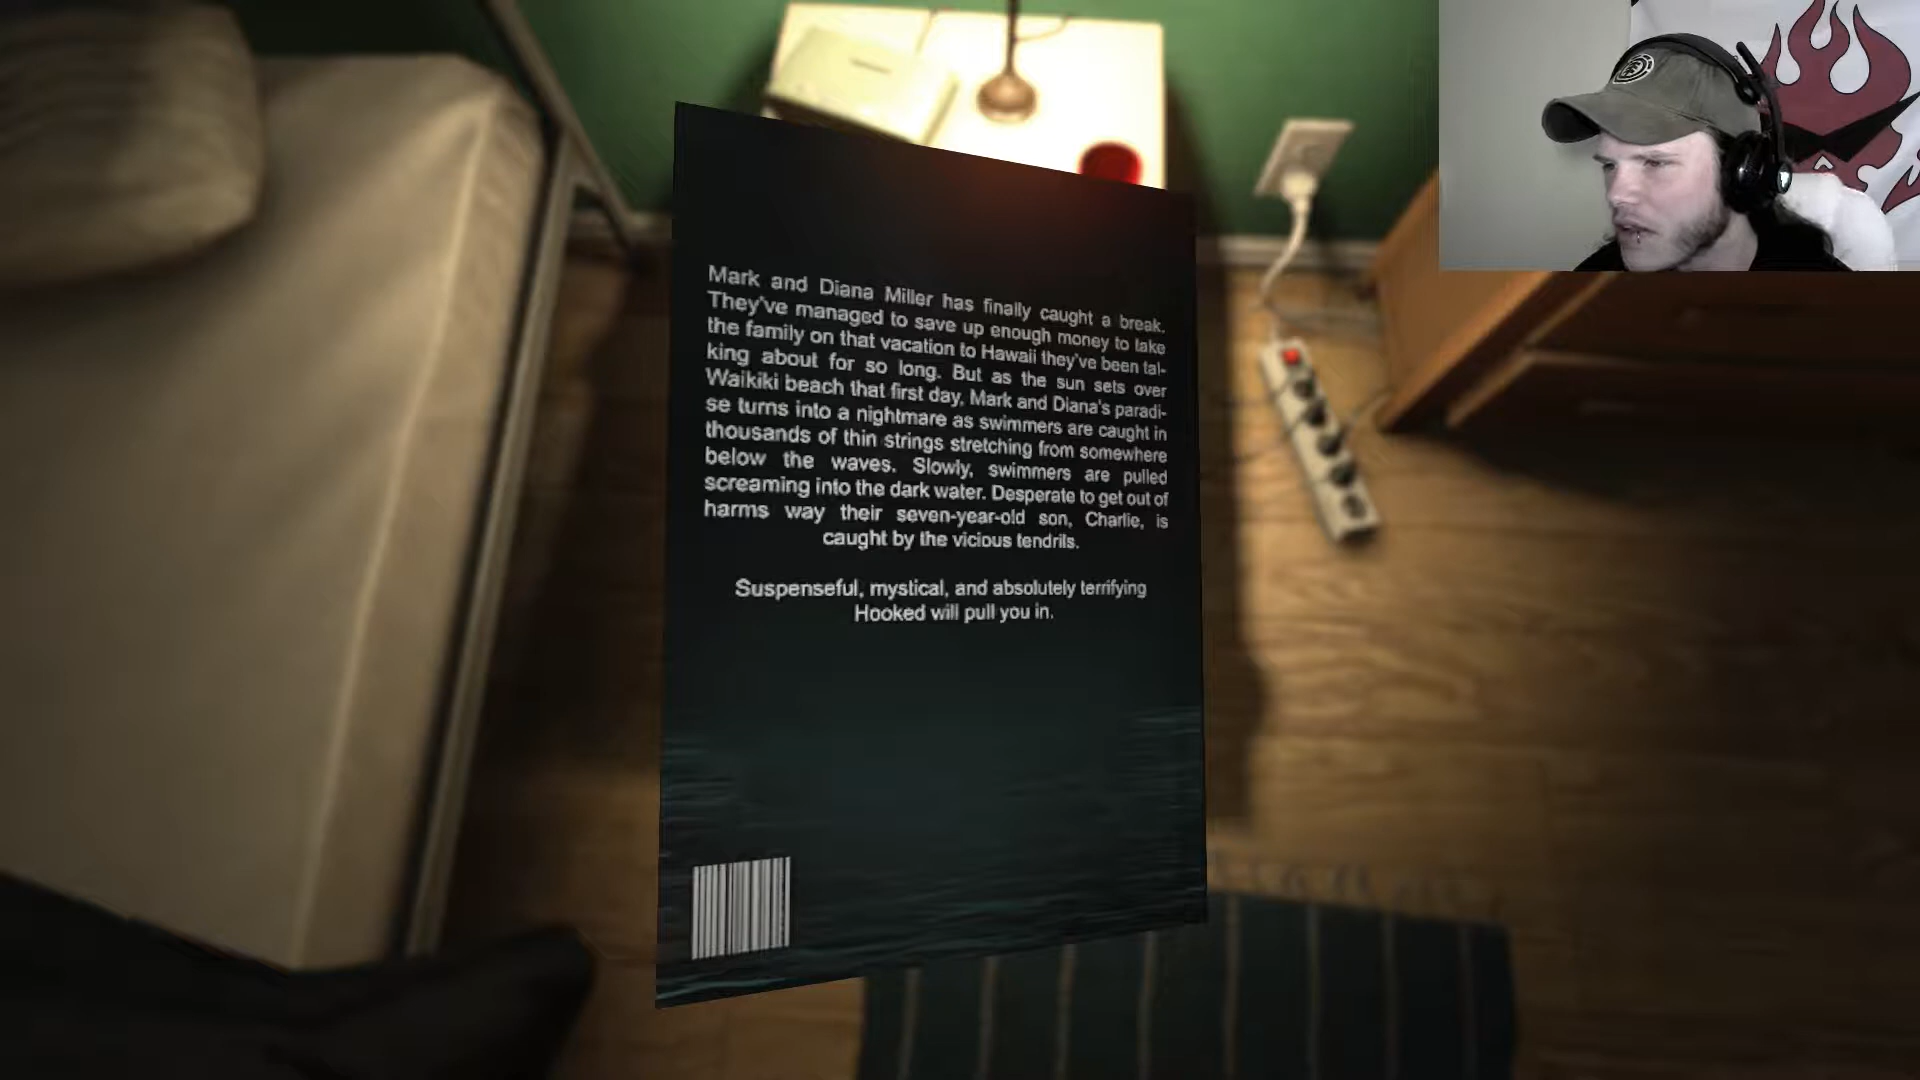 Mark and Diana Miller has finally caught a break.
They've managed to save up enough money to take
the family on that vacation to Hawaii they've been tal-
king about for so long. But as the sun sets over
Waikiki beach that first day, Mark and Diana's paradi-
se turns into a nightmare as swimmers are caught in
thousands of thin strings stretching from somewhere
below the waves. Slowly, swimmers are pulled
screaming into the dark water. Desperate to get out of
harms way their seven-year-old son, Charlie, is
caught by the vicious tendrils.
Suspenseful, mystical, and absolutely terrifying
Hooked will pull you in.